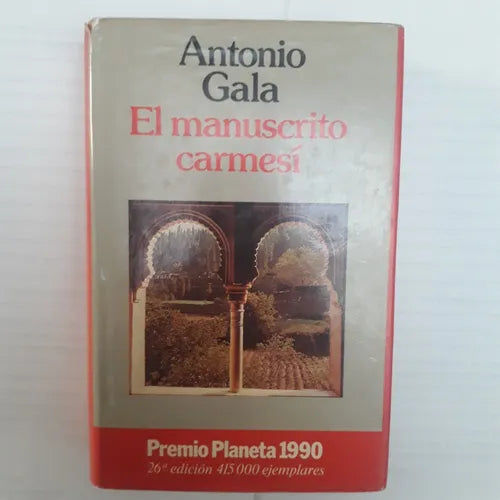 Antonio
Gala
El manuscrito
carmesí
Premio Planeta 1990
26ª edición 415 000 ejemplares